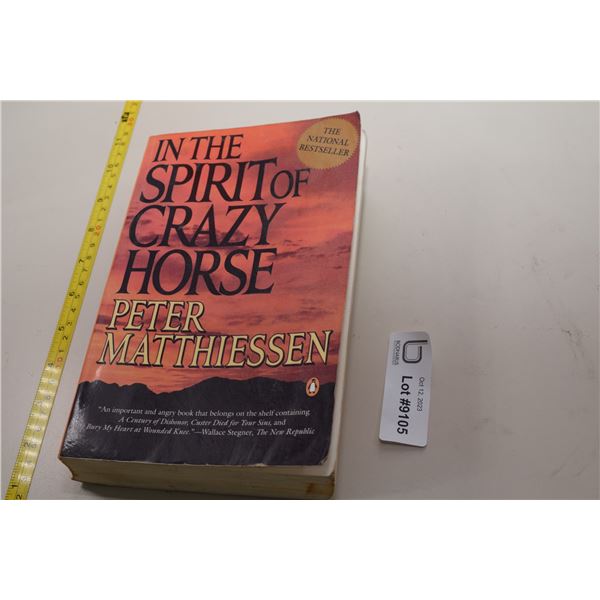 IN THE
SPIRIT OF
CRAZY
HORSE
THE
NATIONAL
BESTSELLER
PETER
MATTHIESSEN
"An important and angry book that belongs on the shelf containing
A Century of Dishonor, Custer Died for Your Sins, and
Bury My Heart at Wounded Knee."—Wallace Stegner, The New Republic
Oct 12, 2023
Lot #9105